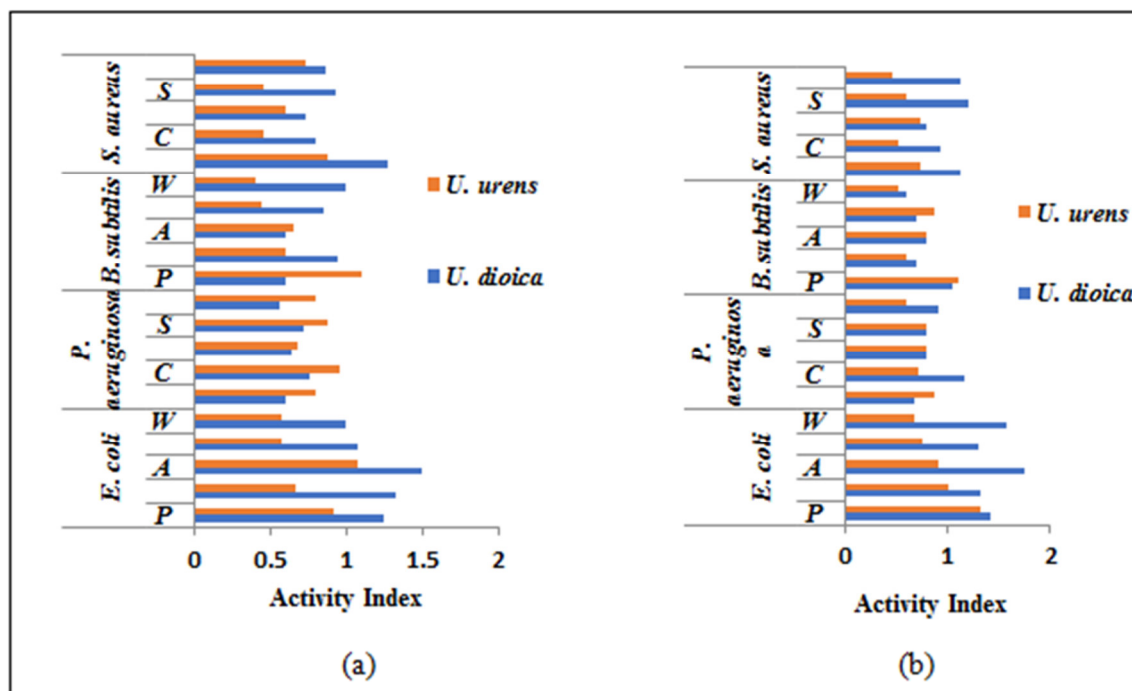 S. aureus
S
C
B. subtilis
W
A
P
P.
aeruginosa
S
C
E. coli
W
A
P
0 0.5 1 1.5 2
Activity Index
U. urens
U. dioica
(a)
S. aureus
S
C
B. subtilis
W
A
P
P.
aeruginos
a
S
C
E. coli
W
A
P
0 1 2
Activity Index
U. urens
U. dioica
(b)